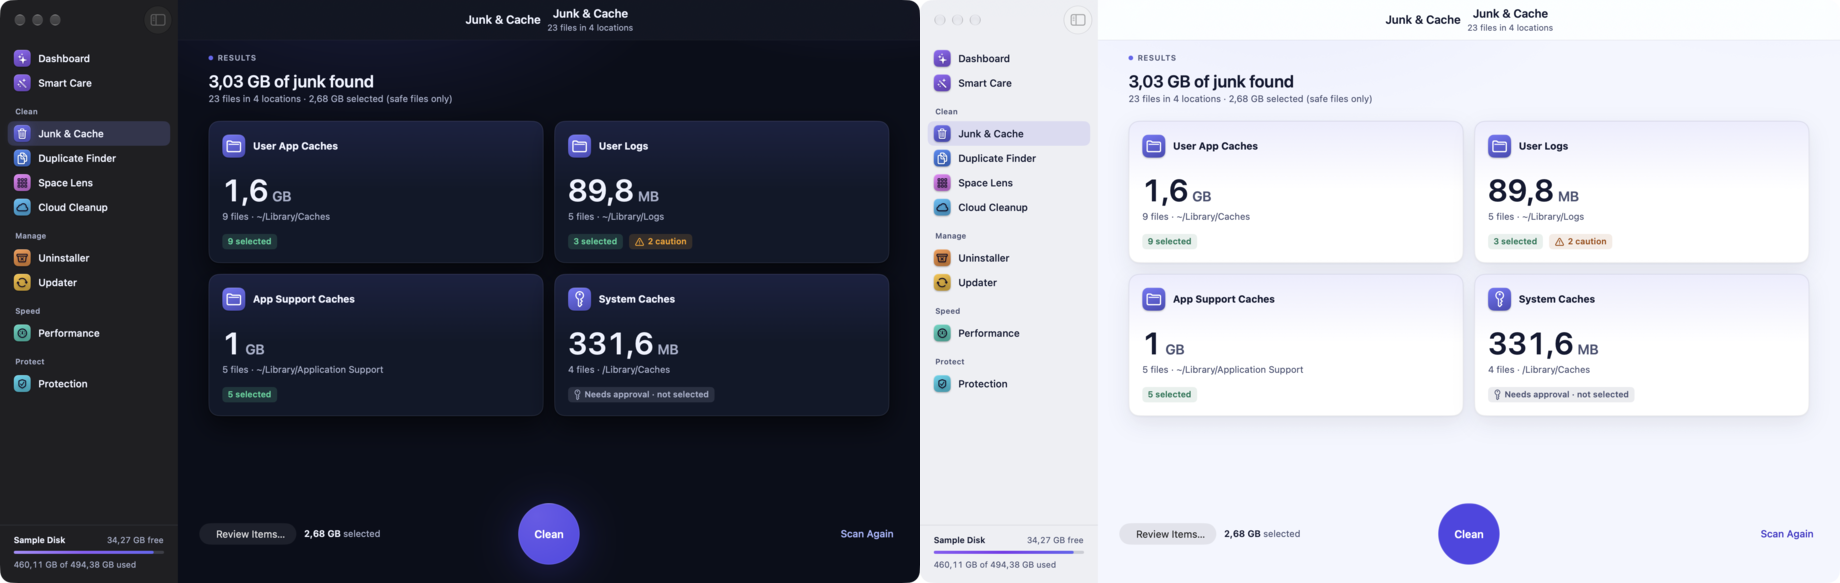 Junk & Cache
Junk & Cache
23 files in 4 locations
Dashboard
Smart Care
Clean
Junk & Cache
Duplicate Finder
Space Lens
Cloud Cleanup
Manage
Uninstaller
Updater
Speed
Performance
Protect
Protection
Sample Disk 34,27 GB free
460,11 GB of 494,38 GB used
RESULTS
3,03 GB of junk found
23 files in 4 locations · 2,68 GB selected (safe files only)
User App Caches
1,6 GB
9 files · ~/Library/Caches
9 selected
User Logs
89,8 MB
5 files · ~/Library/Logs
3 selected 2 caution
App Support Caches
1 GB
5 files · ~/Library/Application Support
5 selected
System Caches
331,6 MB
4 files · /Library/Caches
Needs approval · not selected
Review Items... 2,68 GB selected
Clean
Scan Again
Junk & Cache
Junk & Cache
23 files in 4 locations
Dashboard
Smart Care
Clean
Junk & Cache
Duplicate Finder
Space Lens
Cloud Cleanup
Manage
Uninstaller
Updater
Speed
Performance
Protect
Protection
Sample Disk 34,27 GB free
460,11 GB of 494,38 GB used
RESULTS
3,03 GB of junk found
23 files in 4 locations · 2,68 GB selected (safe files only)
User App Caches
1,6 GB
9 files · ~/Library/Caches
9 selected
User Logs
89,8 MB
5 files · ~/Library/Logs
3 selected 2 caution
App Support Caches
1 GB
5 files · ~/Library/Application Support
5 selected
System Caches
331,6 MB
4 files · /Library/Caches
Needs approval · not selected
Review Items... 2,68 GB selected
Clean
Scan Again